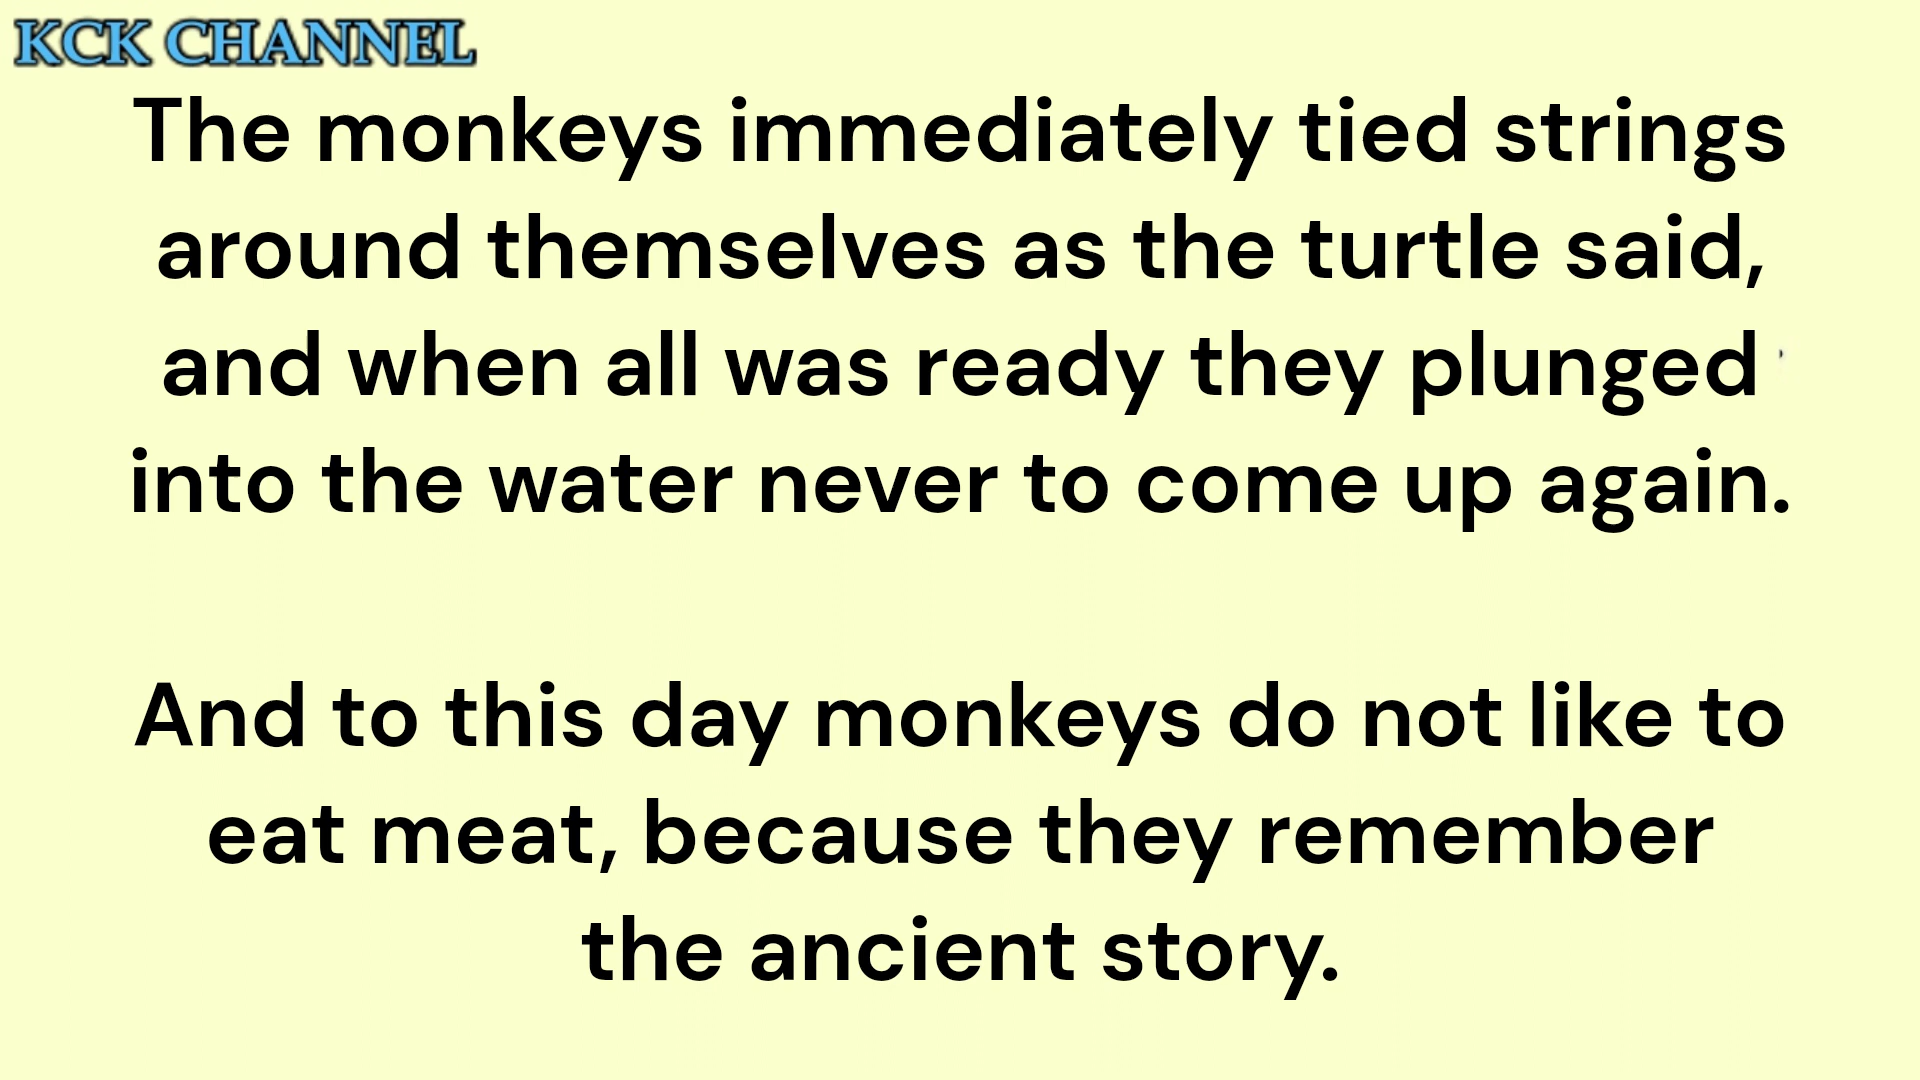 KCK CHANNEL
The monkeys immediately tied strings
around themselves as the turtle said,
and when all was ready they plunged
into the water never to come up again.
And to this day monkeys do not like to
eat meat, because they remember
the ancient story.